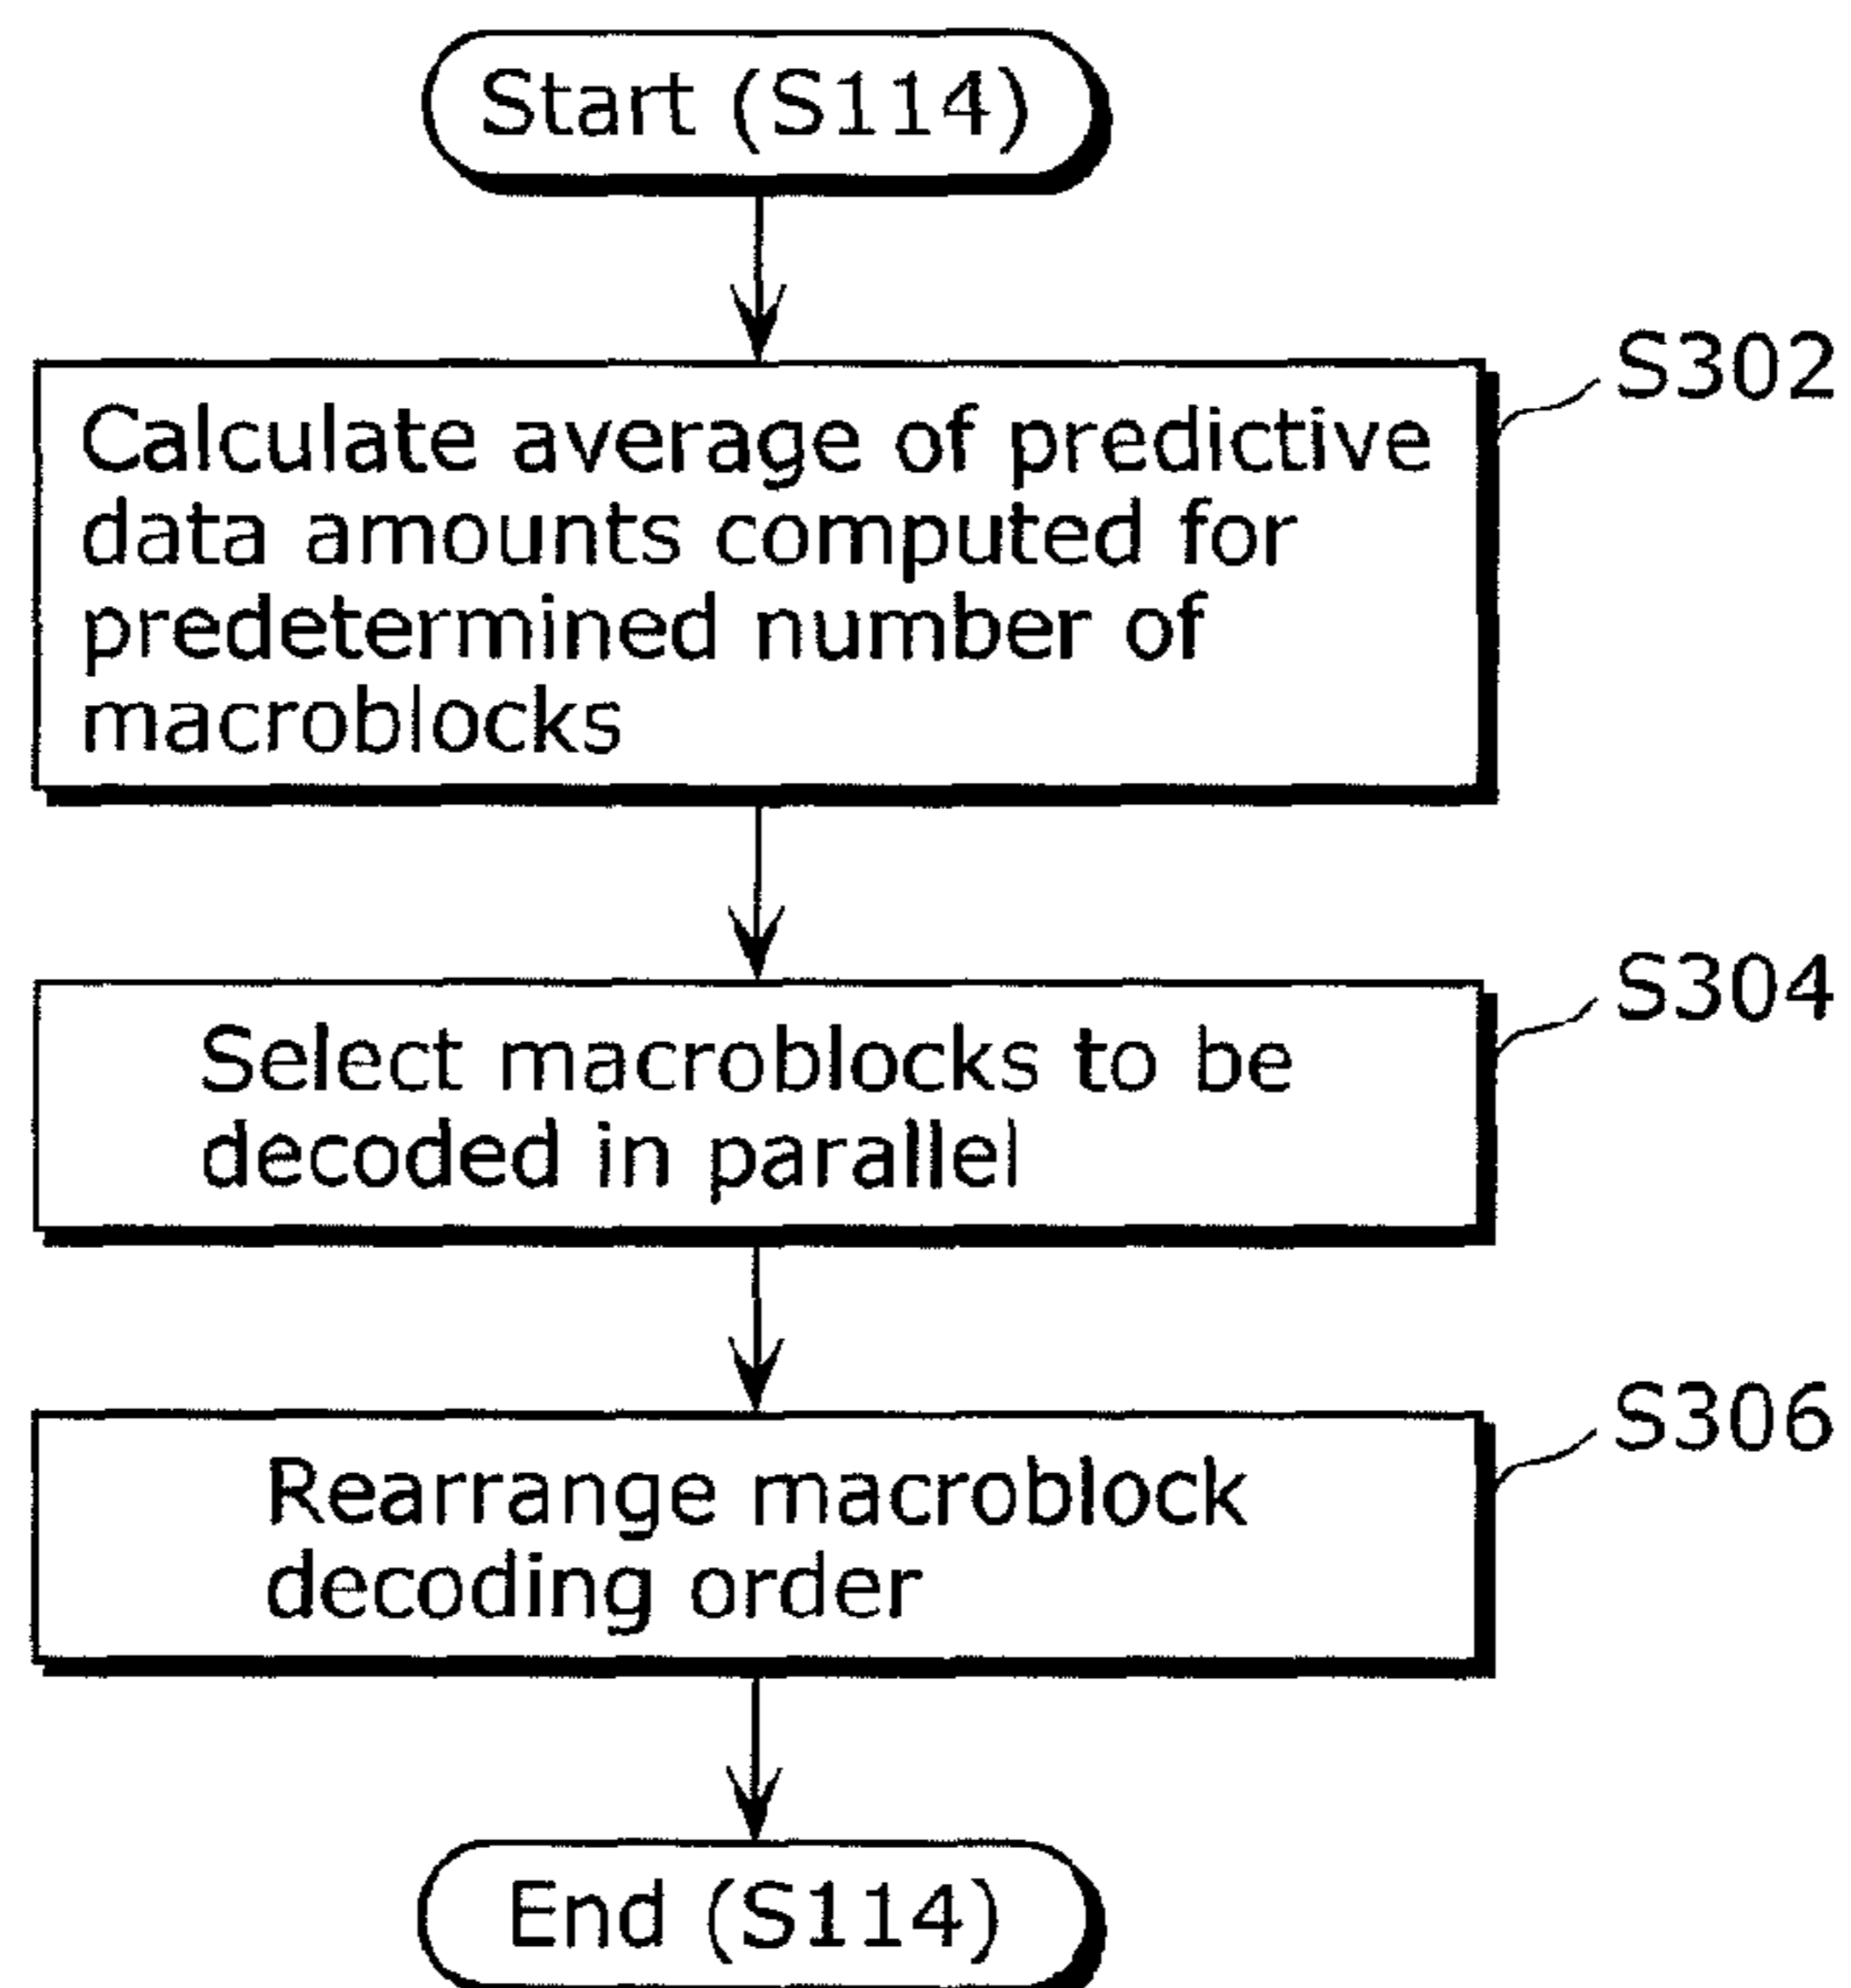 Start (S114)
S302
Calculate average of predictive
data amounts computed for
predetermined number of
macroblocks
S304
Select macroblocks to be
decoded in parallel
S306
Rearrange macroblock
decoding order
End (S114)